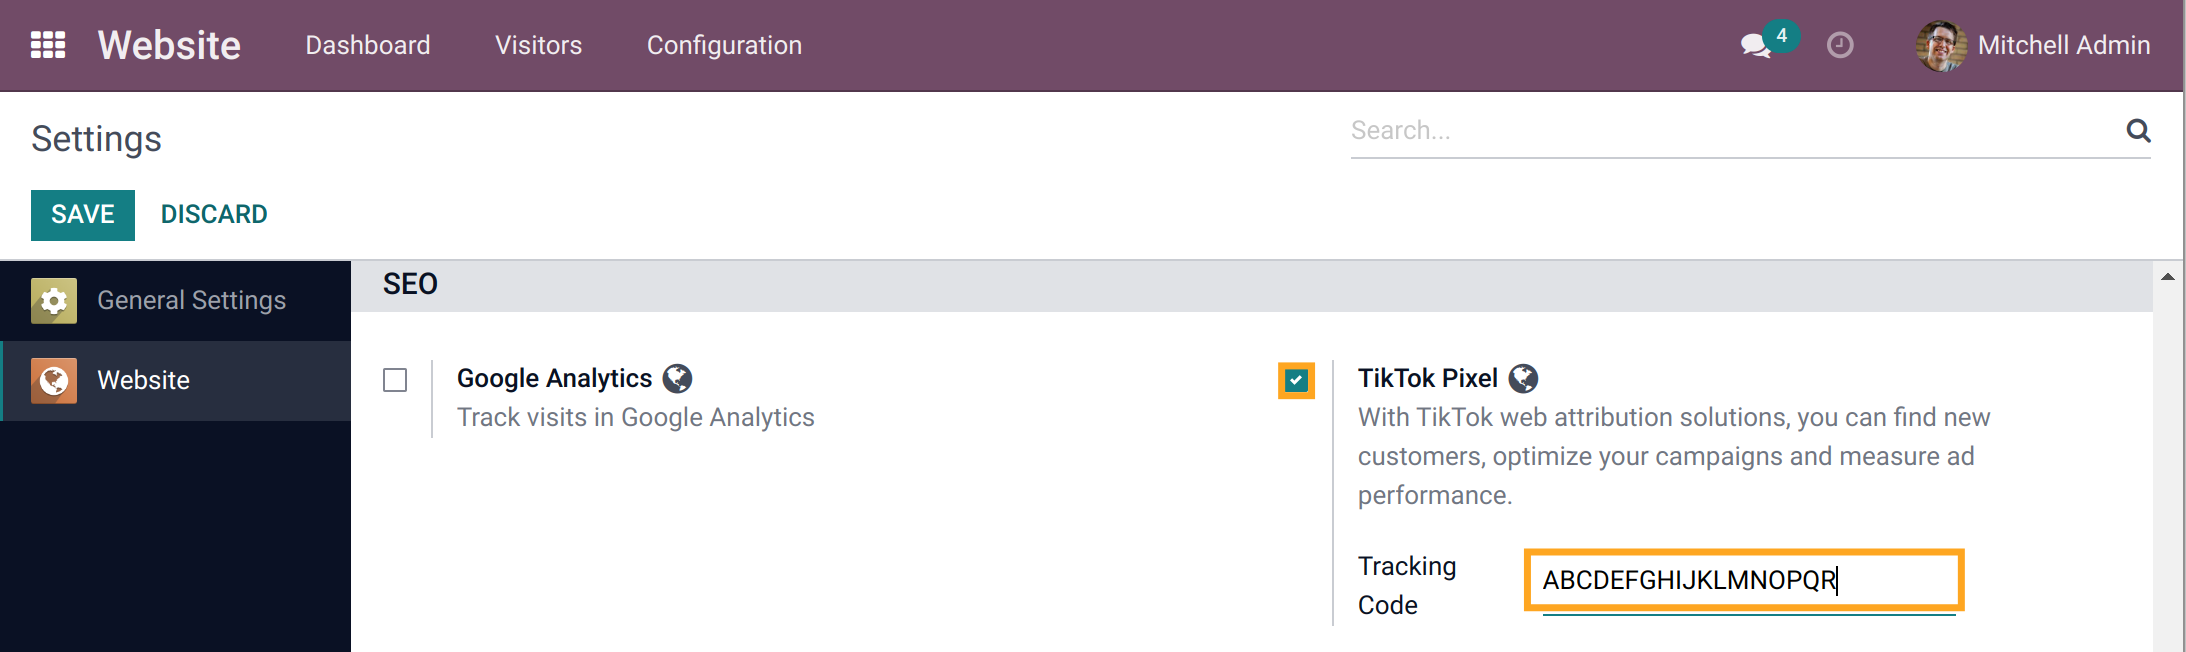 Website Dashboard Visitors Configuration 4 Mitchell Admin
Settings Search...
SAVE DISCARD
General Settings
Website
SEO
Google Analytics
Track visits in Google Analytics
TikTok Pixel
With TikTok web attribution solutions, you can find new
customers, optimize your campaigns and measure ad
performance.
Tracking
Code
ABCDEFGHIJKLMNOPQR